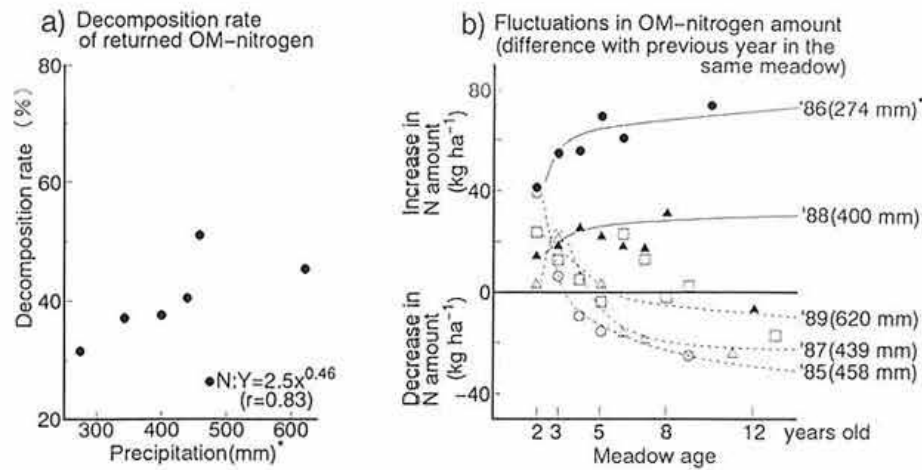 a) Decomposition rate
of returned OM-nitrogen
80
60
40
20
Decomposition rate (%)
300 400 500 600
Precipitation(mm)*
N:Y=2.5x^0.46
(r=0.83)
b) Fluctuations in OM-nitrogen amount
(difference with previous year in the
same meadow)
80
40
0
-40
Increase in
N amount
(kg ha⁻¹)
Decrease in
N amount
(kg ha⁻¹)
'86(274 mm)*
'88(400 mm)
'89(620 mm)
'87(439 mm)
'85(458 mm)
2 3 5 8 12 years old
Meadow age